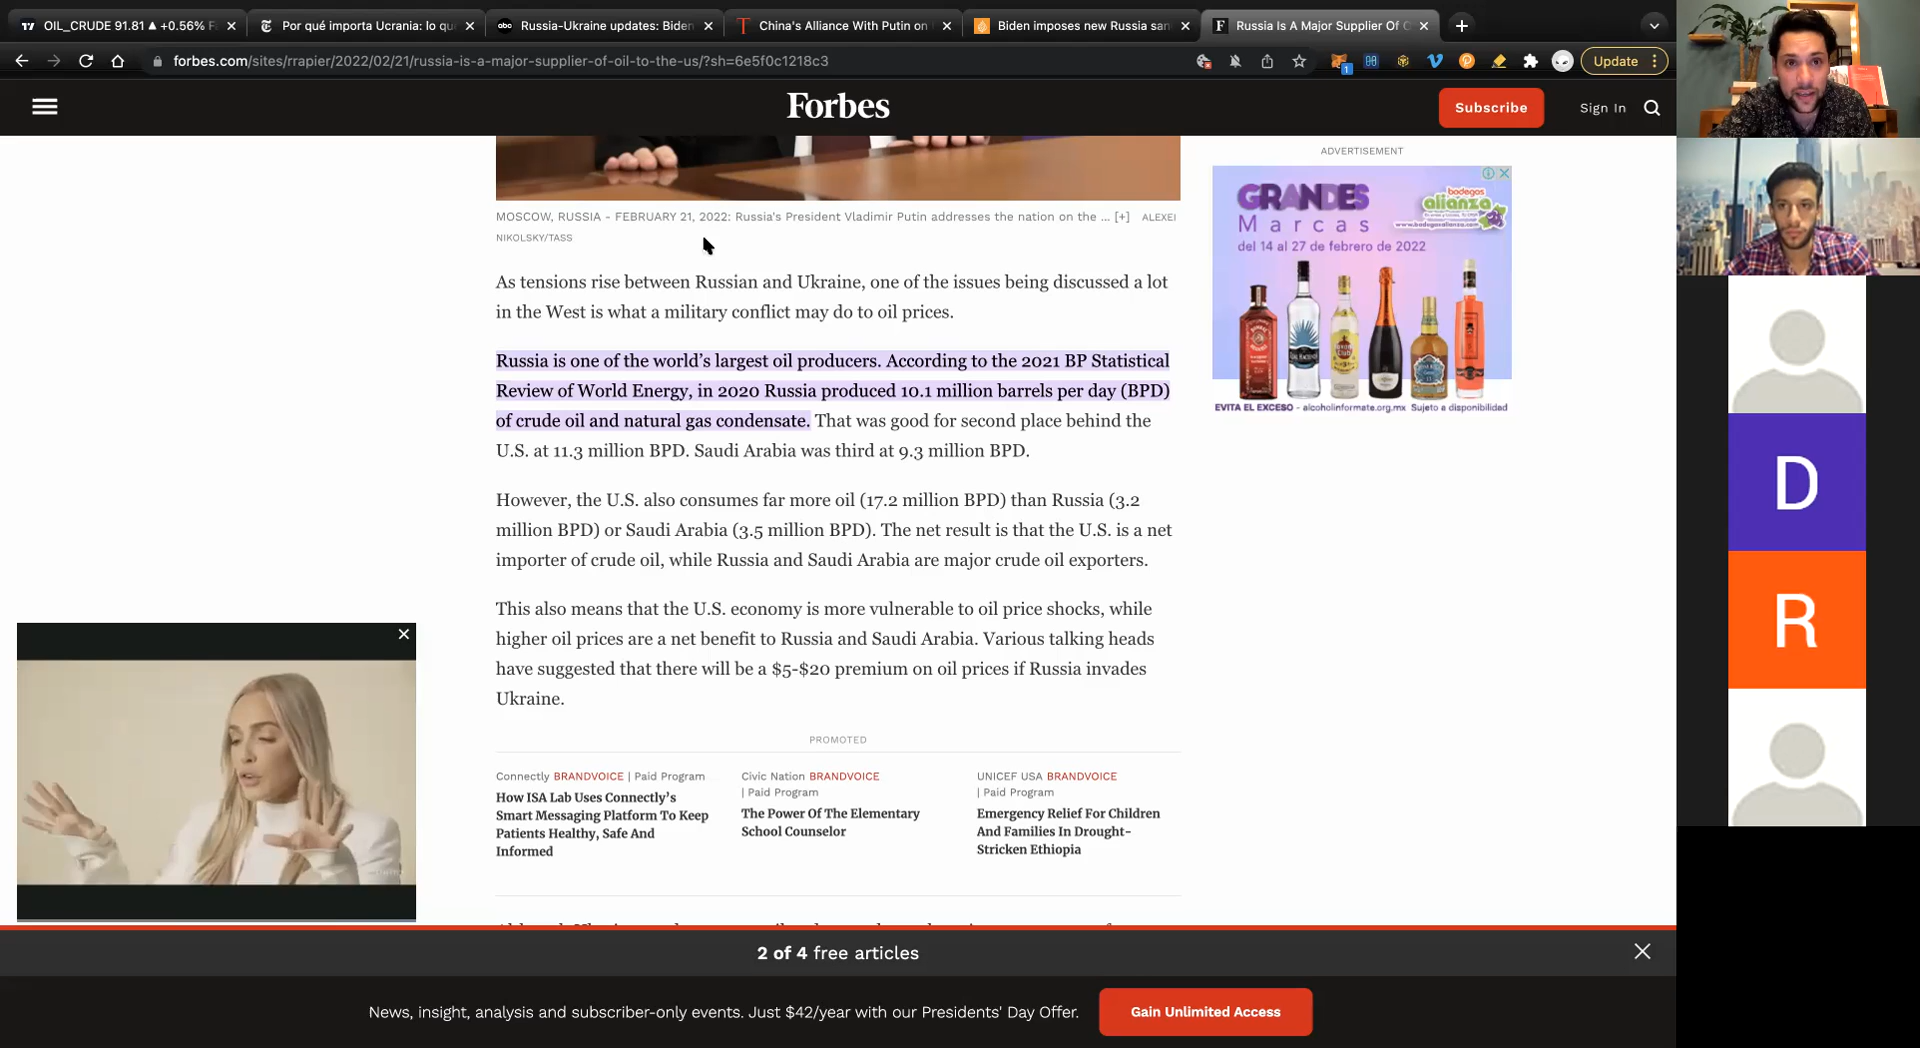 OIL_CRUDE 91.81 ▲ +0.56%
Por qué importa Ucrania: lo que
Russia-Ukraine updates: Biden
China's Alliance With Putin on
Biden imposes new Russia san
Russia Is A Major Supplier Of O
forbes.com/sites/rrapier/2022/02/21/russia-is-a-major-supplier-of-oil-to-the-us/?sh=6e5f0c1218c3
1
Update
Forbes
Subscribe
Sign In
MOSCOW, RUSSIA - FEBRUARY 21, 2022: Russia's President Vladimir Putin addresses the nation on the ... [+] ALEXEI
NIKOLSKY/TASS
As tensions rise between Russian and Ukraine, one of the issues being discussed a lot
in the West is what a military conflict may do to oil prices.
Russia is one of the world’s largest oil producers. According to the 2021 BP Statistical
Review of World Energy, in 2020 Russia produced 10.1 million barrels per day (BPD)
of crude oil and natural gas condensate. That was good for second place behind the
U.S. at 11.3 million BPD. Saudi Arabia was third at 9.3 million BPD.
However, the U.S. also consumes far more oil (17.2 million BPD) than Russia (3.2
million BPD) or Saudi Arabia (3.5 million BPD). The net result is that the U.S. is a net
importer of crude oil, while Russia and Saudi Arabia are major crude oil exporters.
This also means that the U.S. economy is more vulnerable to oil price shocks, while
higher oil prices are a net benefit to Russia and Saudi Arabia. Various talking heads
have suggested that there will be a $5-$20 premium on oil prices if Russia invades
Ukraine.
PROMOTED
Connectly BRANDVOICE | Paid Program
How ISA Lab Uses Connectly’s
Smart Messaging Platform To Keep
Patients Healthy, Safe And
Informed
Civic Nation BRANDVOICE
| Paid Program
The Power Of The Elementary
School Counselor
UNICEF USA BRANDVOICE
| Paid Program
Emergency Relief For Children
And Families In Drought-
Stricken Ethiopia
ADVERTISEMENT
GRANDES
Marcas
del 14 al 27 de febrero de 2022
bodegas
alianza
www.bodegasalianza.com
EVITA EL EXCESO - alcoholinformate.org.mx Sujeto a disponibilidad
D
R
2 of 4 free articles
News, insight, analysis and subscriber-only events. Just $42/year with our Presidents' Day Offer.
Gain Unlimited Access